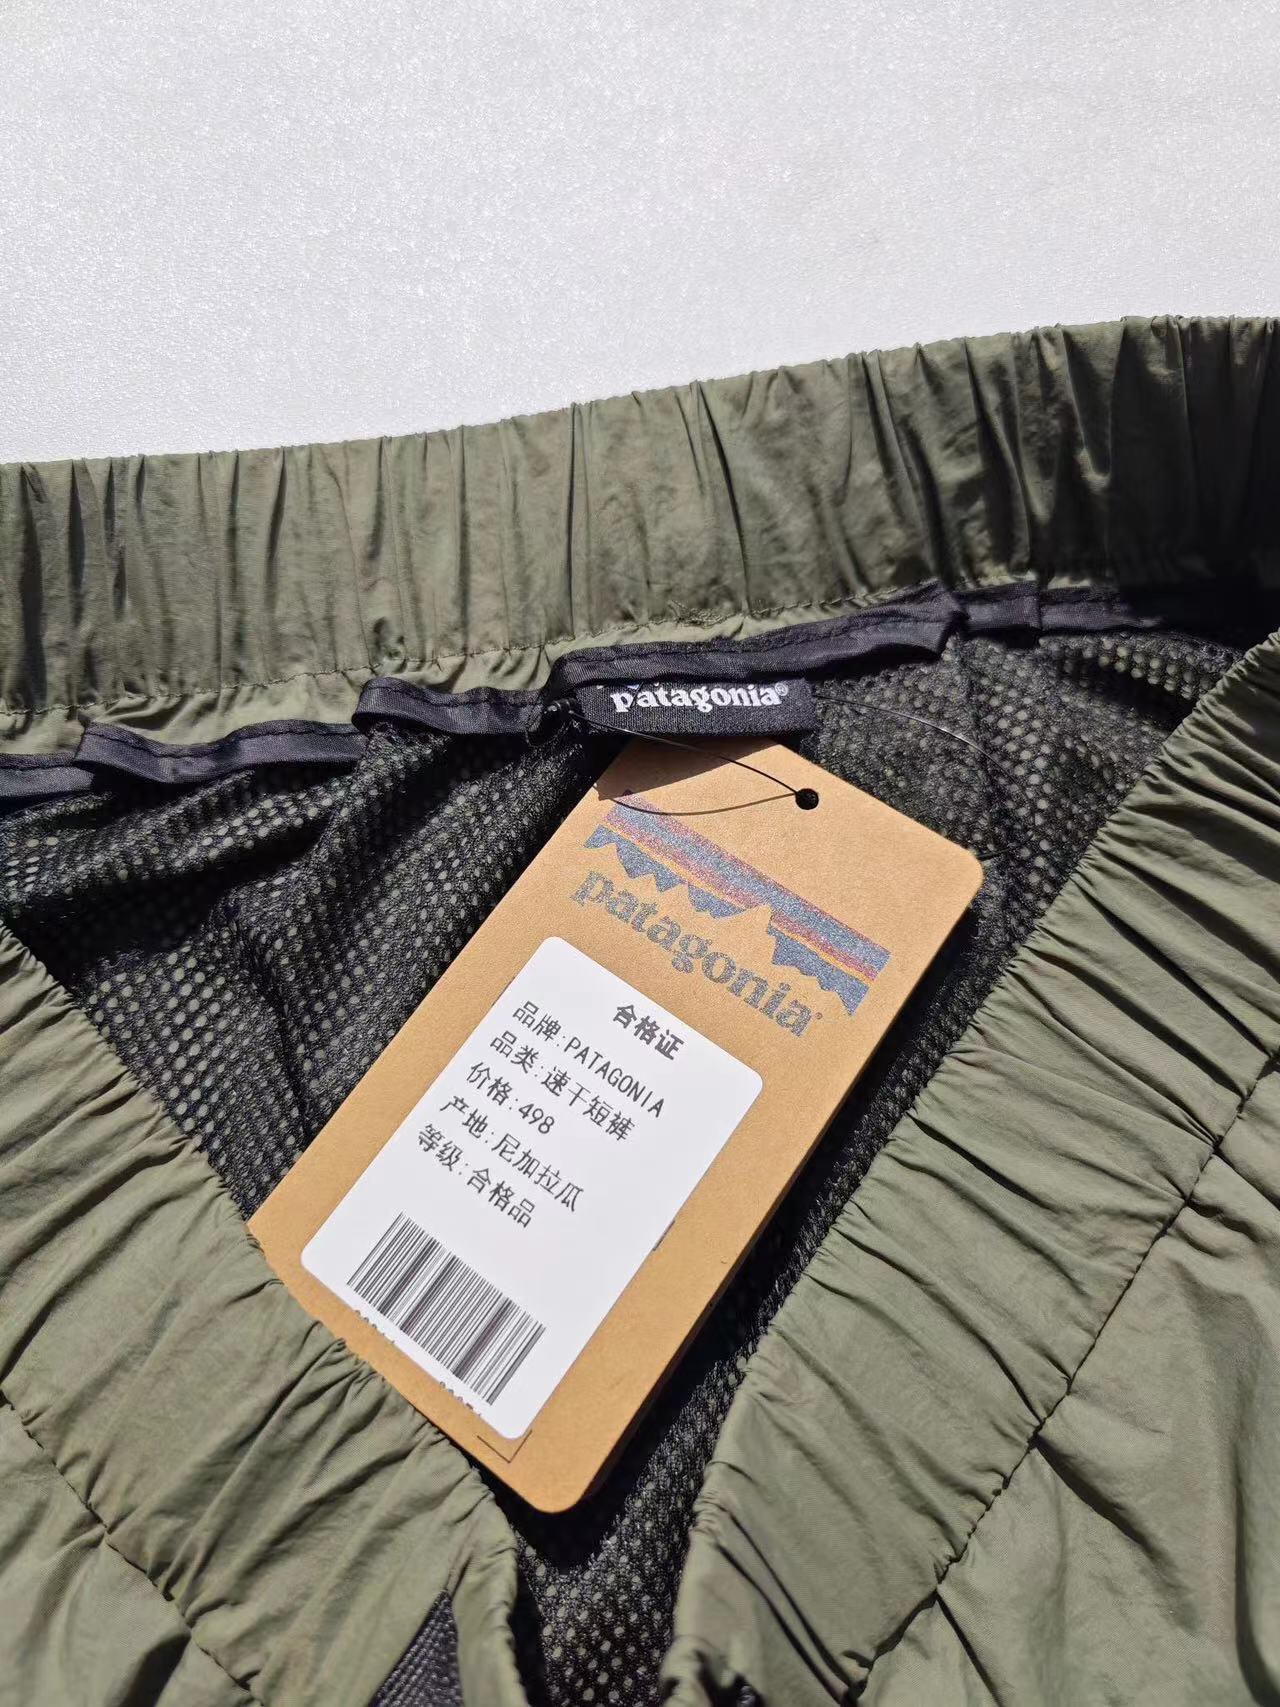 patagonia®
patagonia®
合格证
品牌:PATAGONIA
品类:速干短裤
价格:498
产地:尼加拉瓜
等级:合格品